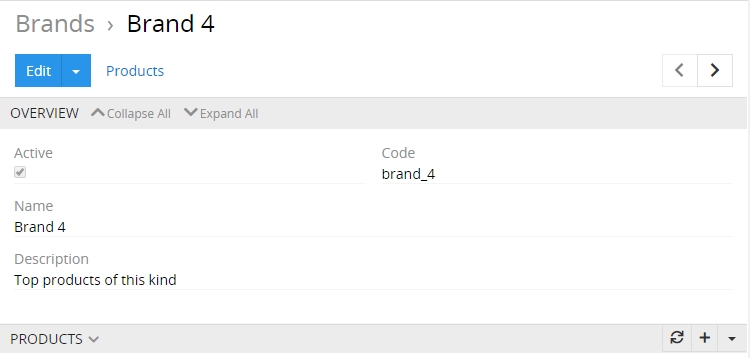 Brands › Brand 4
Edit Products
OVERVIEW Collapse All Expand All
Active Code
brand_4
Name
Brand 4
Description
Top products of this kind
PRODUCTS